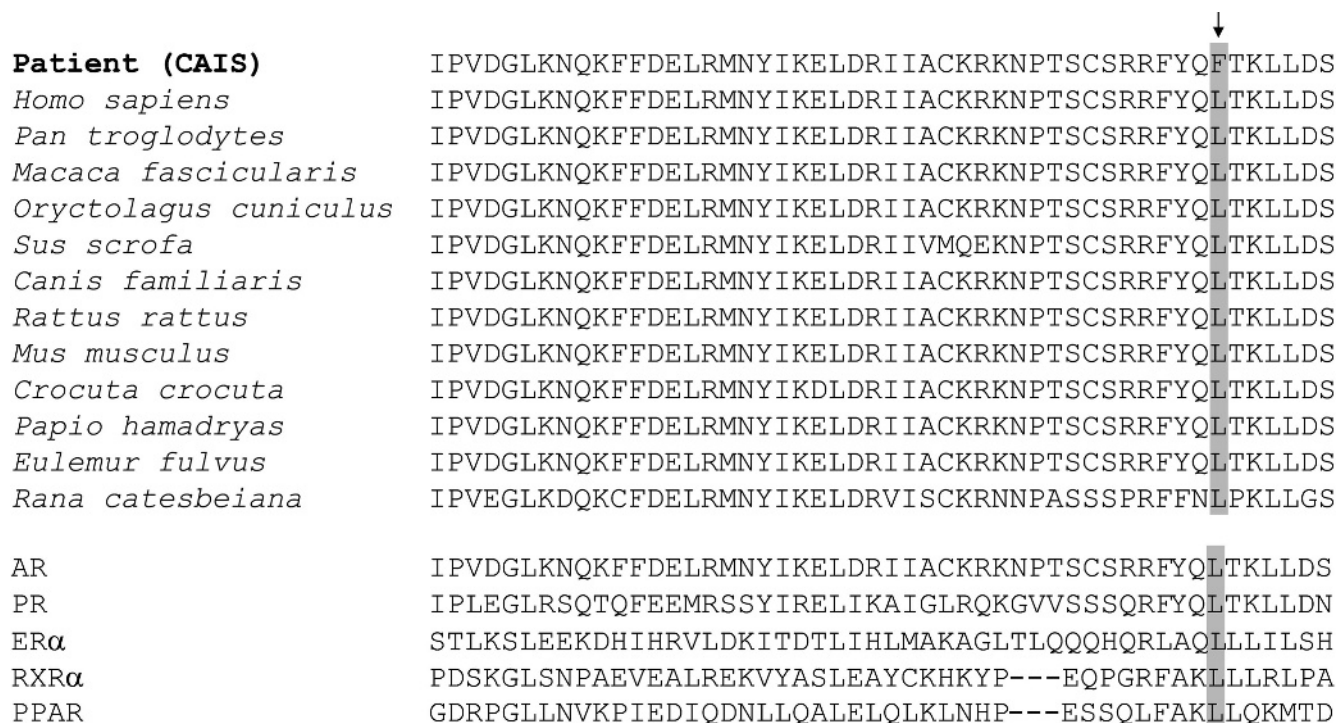 Patient (CAIS) IPVDGLKNQKFFDELRMNYIKELDRIIACKRKNPTSCSRRFYQFTKLLDS
Homo sapiens IPVDGLKNQKFFDELRMNYIKELDRIIACKRKNPTSCSRRFYQLTKLLDS
Pan troglodytes IPVDGLKNQKFFDELRMNYIKELDRIIACKRKNPTSCSRRFYQLTKLLDS
Macaca fascicularis IPVDGLKNQKFFDELRMNYIKELDRIIACKRKNPTSCSRRFYQLTKLLDS
Oryctolagus cuniculus IPVDGLKNQKFFDELRMNYIKELDRIIACKRKNPTSCSRRFYQLTKLLDS
Sus scrofa IPVDGLKNQKFFDELRMNYIKELDRIIVMQEKNPTSCSRRFYQLTKLLDS
Canis familiaris IPVDGLKNQKFFDELRMNYIKELDRIIACKRKNPTSCSRRFYQLTKLLDS
Rattus rattus IPVDGLKNQKFFDELRMNYIKELDRIIACKRKNPTSCSRRFYQLTKLLDS
Mus musculus IPVDGLKNQKFFDELRMNYIKELDRIIACKRKNPTSCSRRFYQLTKLLDS
Crocuta crocuta IPVDGLKNQKFFDELRMNYIKDLDRIIACKRKNPTSCSRRFYQLTKLLDS
Papio hamadryas IPVDGLKNQKFFDELRMNYIKELDRIIACKRKNPTSCSRRFYQLTKLLDS
Eulemur fulvus IPVDGLKNQKFFDELRMNYIKELDRIIACKRKNPTSCSRRFYQLTKLLDS
Rana catesbeiana IPVEGLKDQKCFDELRMNYIKELDRVISCKRNNPASSSPRFFNLPKLLGS
AR IPVDGLKNQKFFDELRMNYIKELDRIIACKRKNPTSCSRRFYQLTKLLDS
PR IPLEGLRSQTQFEEMRSSYIRELIKAIGLRQKGVVSSSQRFYQLTKLLDN
ERα STLKSLEEKDHIHRVLDKITDTLIHLMAKAGLTLQQQHQRLAQLLLILSH
RXRα PDSKGLSNPAEVEALREKVYASLEAYCKHKYP---EQPGRFAKLLLRLPA
PPAR GDRPGLLNVKPIEDIQDNLLQALELQLKLNHP---ESSQLFAKLLQKMTD